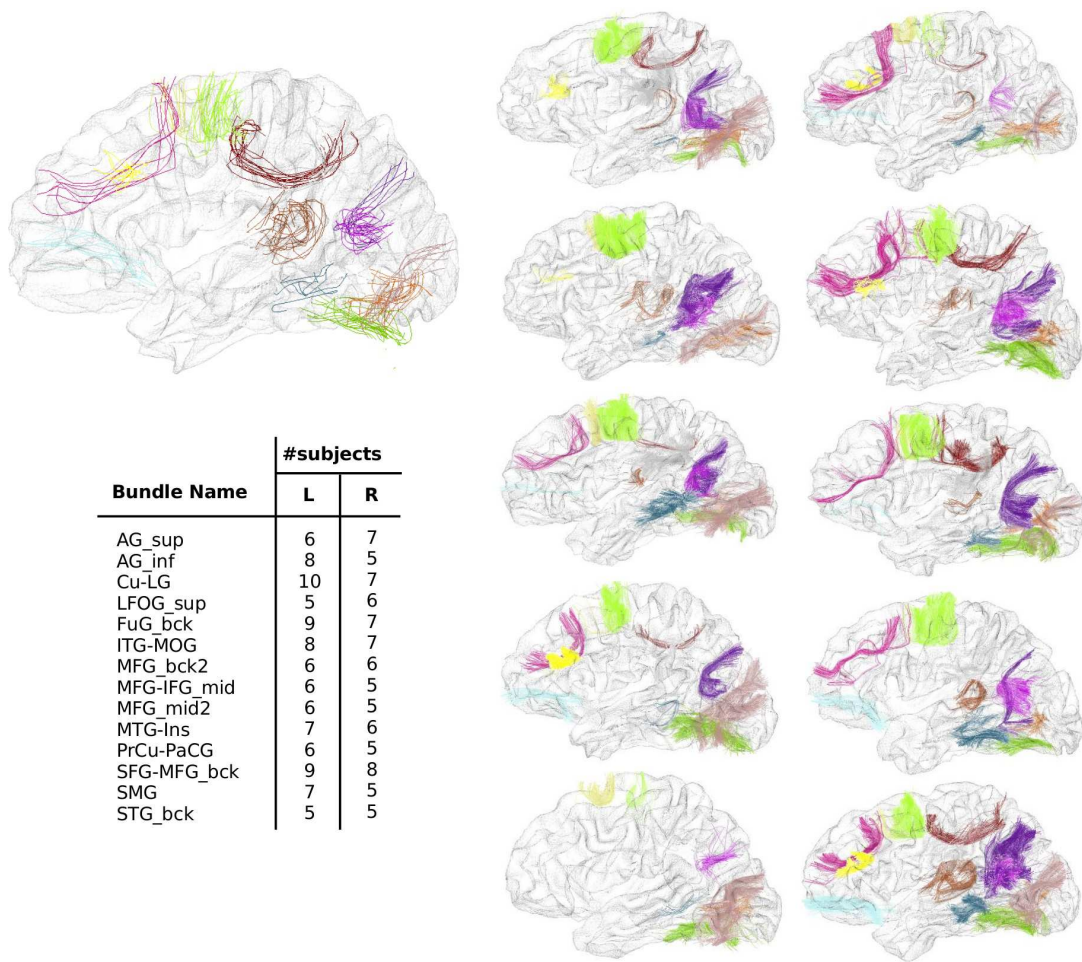 #subjects
Bundle Name L R
AG_sup 6 7
AG_inf 8 5
Cu-LG 10 7
LFOG_sup 5 6
FuG_bck 9 7
ITG-MOG 8 7
MFG_bck2 6 6
MFG-IFG_mid 6 5
MFG_mid2 6 5
MTG-Ins 7 6
PrCu-PaCG 6 5
SFG-MFG_bck 9 8
SMG 7 5
STG_bck 5 5